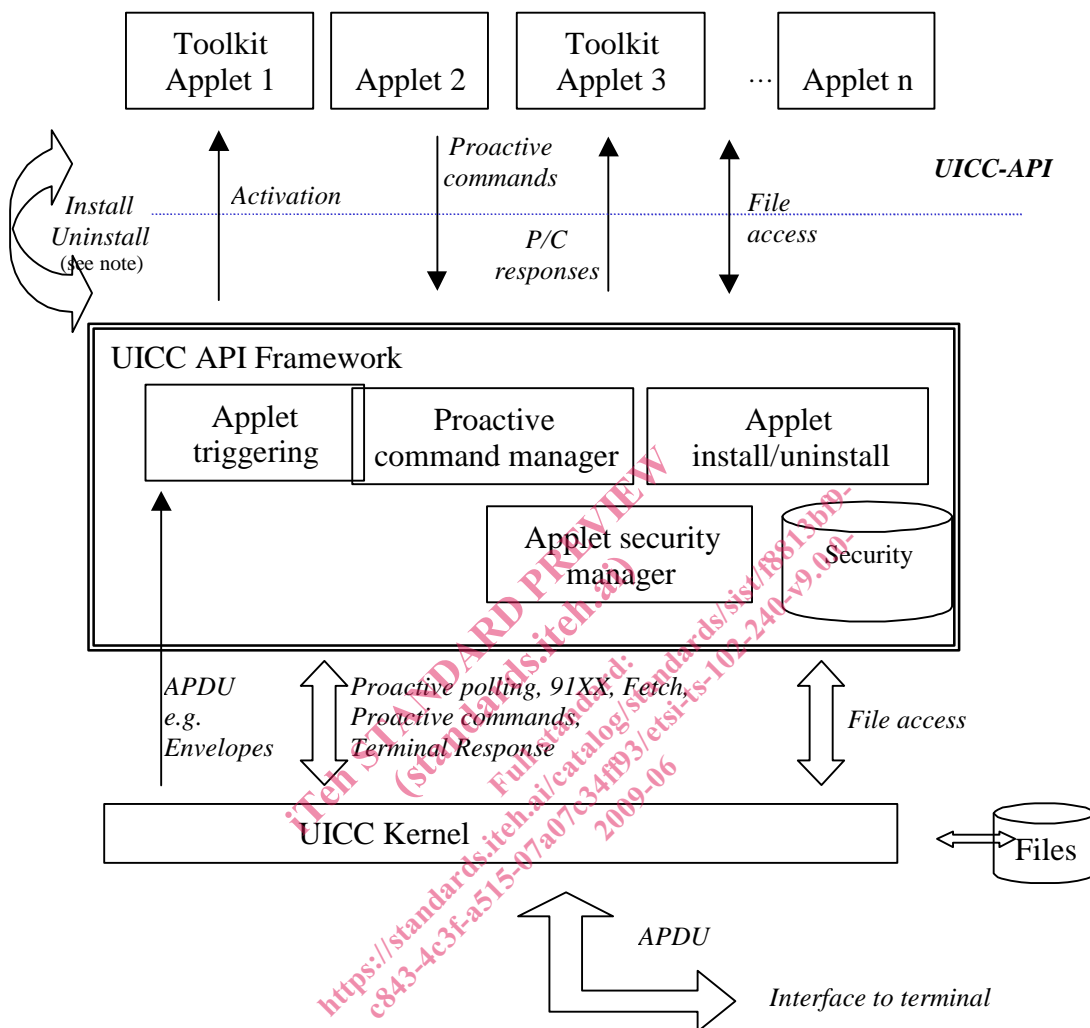 Toolkit
Applet 1
Applet 2
Toolkit
Applet 3
...
Applet n
Proactive
commands
UICC-API
Install
Uninstall
(see note)
Activation
File
access
P/C
responses
UICC API Framework
Applet
triggering
Proactive
command manager
Applet
install/uninstall
Applet security
manager
Security
APDU
e.g.
Envelopes
Proactive polling, 91XX, Fetch,
Proactive commands,
Terminal Response
File access
UICC Kernel
Files
APDU
Interface to terminal
iTeh STANDARD PREVIEW
(standards.iteh.ai)
Full standard:
https://standards.iteh.ai/catalog/standards/sist/f8813bf9-
c843-4c3f-a515-07a07c34ff93/etsi-ts-102-240-v9.0.0-
2009-06